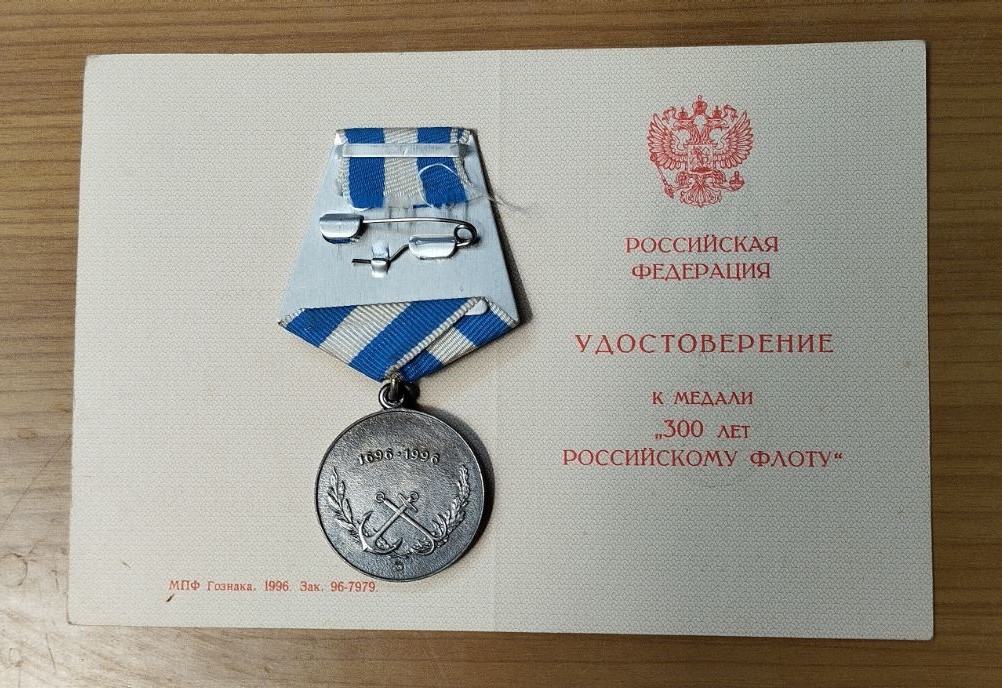 1696-1996
МПФ Гознака. 1996. Зак. 96-7979.
РОССИЙСКАЯ
ФЕДЕРАЦИЯ
УДОСТОВЕРЕНИЕ
К МЕДАЛИ
„300 ЛЕТ
РОССИЙСКОМУ ФЛОТУ“